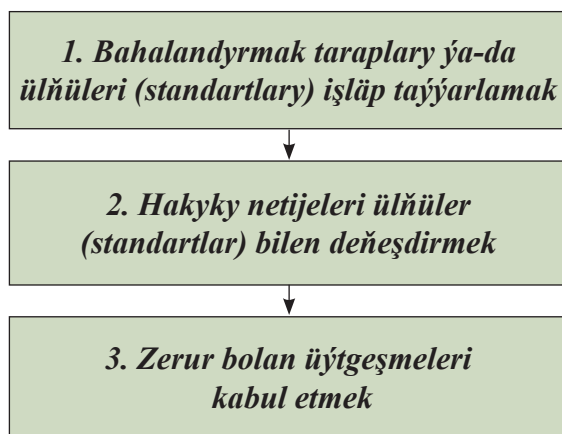 1. Bahalandyrmak taraplary ýa-da
ülňüleri (standartlary) işläp taýýarlamak
2. Hakyky netijeleri ülňüler
(standartlar) bilen deňeşdirmek
3. Zerur bolan üýtgeşmeleri
kabul etmek